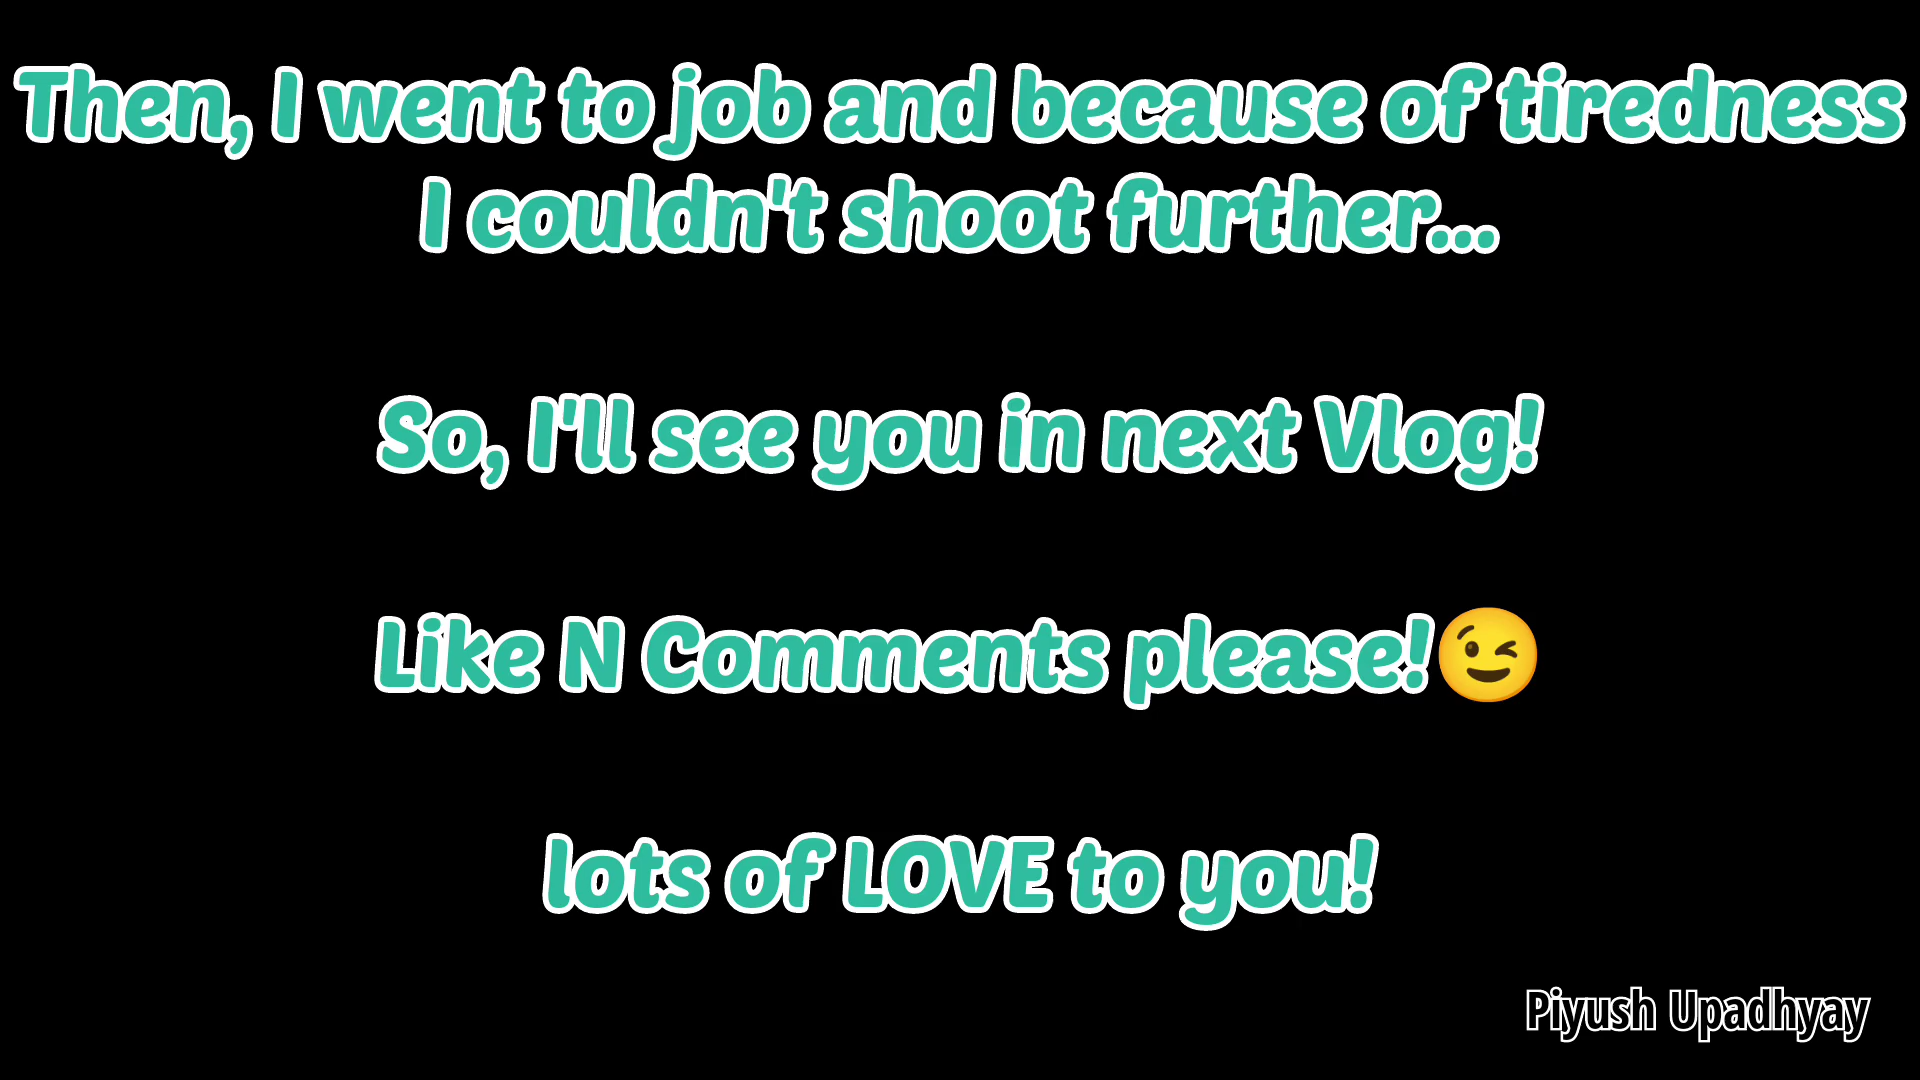 Then, I went to job and because of tiredness
I couldn't shoot further...
So, I'll see you in next Vlog!
Like N Comments please!😉
lots of LOVE to you!
Piyush Upadhyay